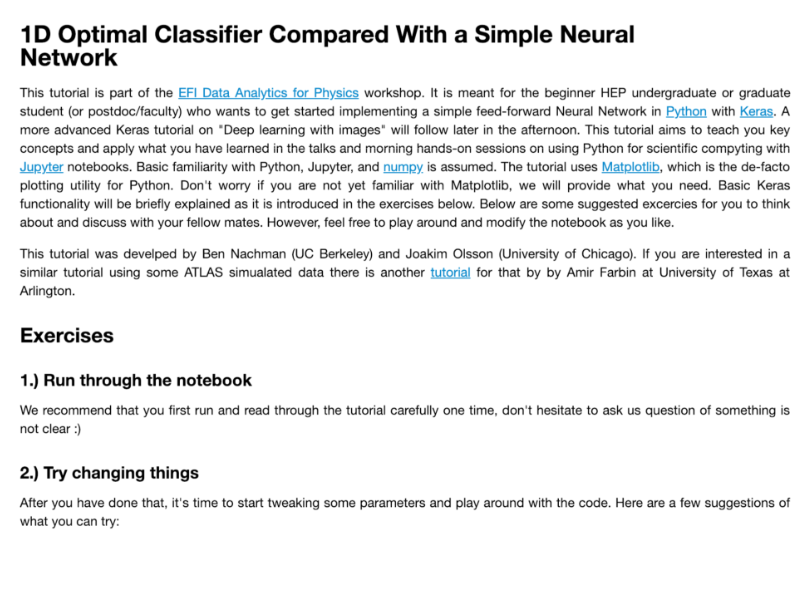 1D Optimal Classifier Compared With a Simple Neural
Network
This tutorial is part of the EFI Data Analytics for Physics workshop. It is meant for the beginner HEP undergraduate or graduate
student (or postdoc/faculty) who wants to get started implementing a simple feed-forward Neural Network in Python with Keras. A
more advanced Keras tutorial on "Deep learning with images" will follow later in the afternoon. This tutorial aims to teach you key
concepts and apply what you have learned in the talks and morning hands-on sessions on using Python for scientific compyting with
Jupyter notebooks. Basic familiarity with Python, Jupyter, and numpy is assumed. The tutorial uses Matplotlib, which is the de-facto
plotting utility for Python. Don't worry if you are not yet familiar with Matplotlib, we will provide what you need. Basic Keras
functionality will be briefly explained as it is introduced in the exercises below. Below are some suggested excercies for you to think
about and discuss with your fellow mates. However, feel free to play around and modify the notebook as you like.
This tutorial was develped by Ben Nachman (UC Berkeley) and Joakim Olsson (University of Chicago). If you are interested in a
similar tutorial using some ATLAS simualated data there is another tutorial for that by by Amir Farbin at University of Texas at
Arlington.
Exercises
1.) Run through the notebook
We recommend that you first run and read through the tutorial carefully one time, don't hesitate to ask us question of something is
not clear :)
2.) Try changing things
After you have done that, it's time to start tweaking some parameters and play around with the code. Here are a few suggestions of
what you can try: